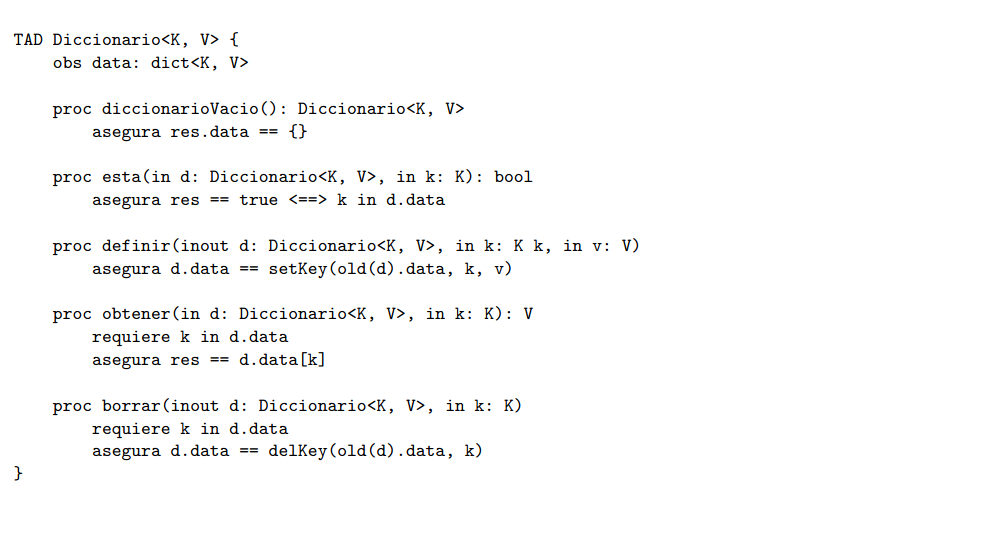 TAD Diccionario<K, V> {
obs data: dict<K, V>
proc diccionarioVacio(): Diccionario<K, V>
asegura res.data == {}
proc esta(in d: Diccionario<K, V>, in k: K): bool
asegura res == true <==> k in d.data
proc definir(inout d: Diccionario<K, V>, in k: K k, in v: V)
asegura d.data == setKey(old(d).data, k, v)
proc obtener(in d: Diccionario<K, V>, in k: K): V
requiere k in d.data
asegura res == d.data[k]
proc borrar(inout d: Diccionario<K, V>, in k: K)
requiere k in d.data
asegura d.data == delKey(old(d).data, k)
}